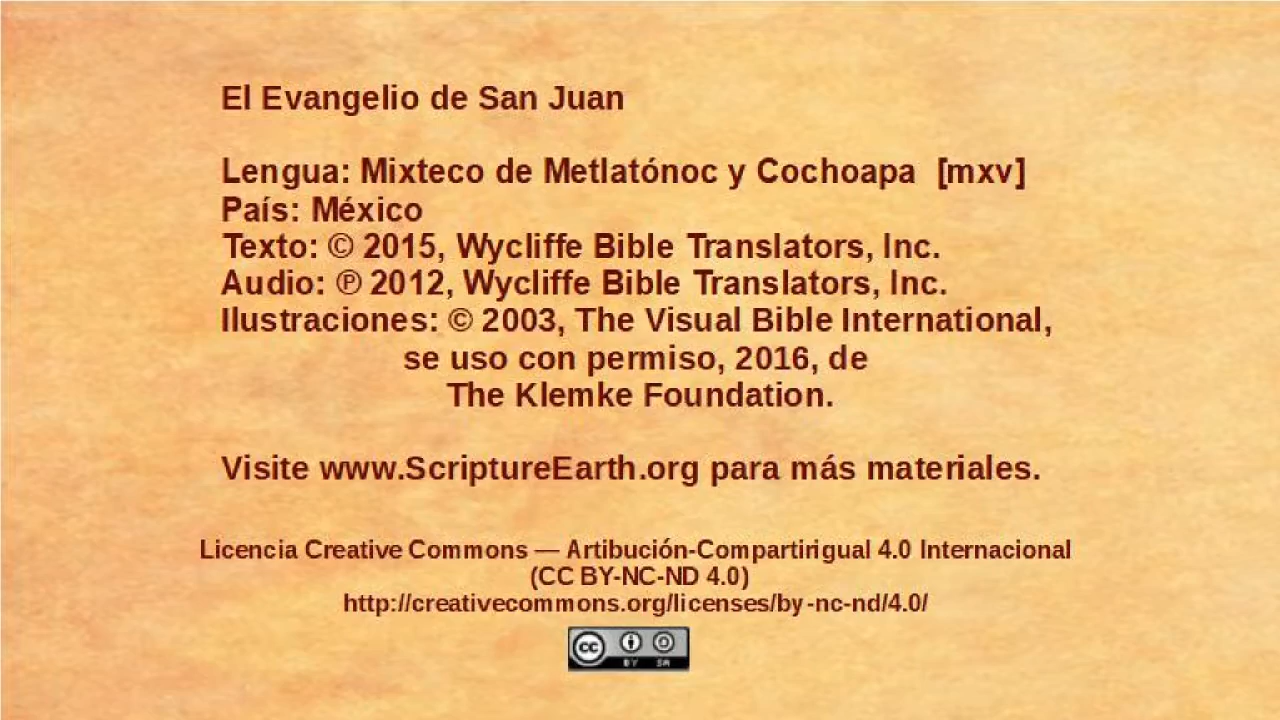 El Evangelio de San Juan
Lengua: Mixteco de Metlatónoc y Cochoapa [mxv]
País: México
Texto: © 2015, Wycliffe Bible Translators, Inc.
Audio: ℗ 2012, Wycliffe Bible Translators, Inc.
Ilustraciones: © 2003, The Visual Bible International,
se uso con permiso, 2016, de
The Klemke Foundation.
Visite www.ScriptureEarth.org para más materiales.
Licencia Creative Commons — Artibución-Compartirigual 4.0 Internacional
(CC BY-NC-ND 4.0)
http://creativecommons.org/licenses/by-nc-nd/4.0/
cc
BY SA